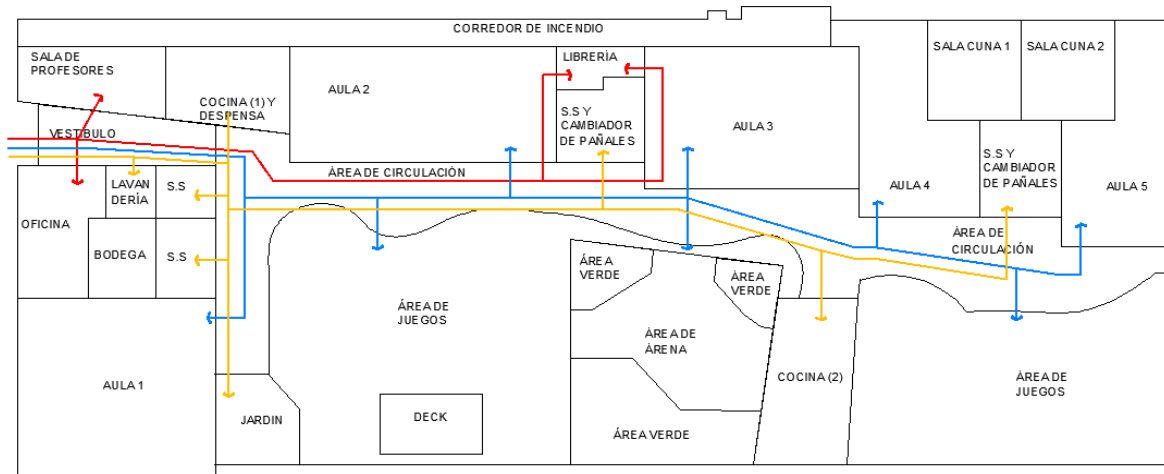 CORREDOR DE INCENDIO
SALA DE
PROFESORES
COCINA (1) Y
DESPENSA
AULA 2
LIBRERÍA
S.S Y
CAMBIADOR
DE PAÑALES
AULA 3
SALA CUNA 1
SALA CUNA 2
VESTIBULO
ÁREA DE CIRCULACIÓN
S.S Y
CAMBIADOR
DE PAÑALES
AULA 4
AULA 5
OFICINA
LAVAN
DERÍA
S.S
BODEGA
S.S
ÁREA DE
CIRCULACIÓN
ÁREA
VERDE
ÁREA
VERDE
ÁREA DE
JUEGOS
ÁREA DE
ÁRENA
AULA 1
COCINA (2)
ÁREA DE
JUEGOS
JARDIN
DECK
ÁREA VERDE